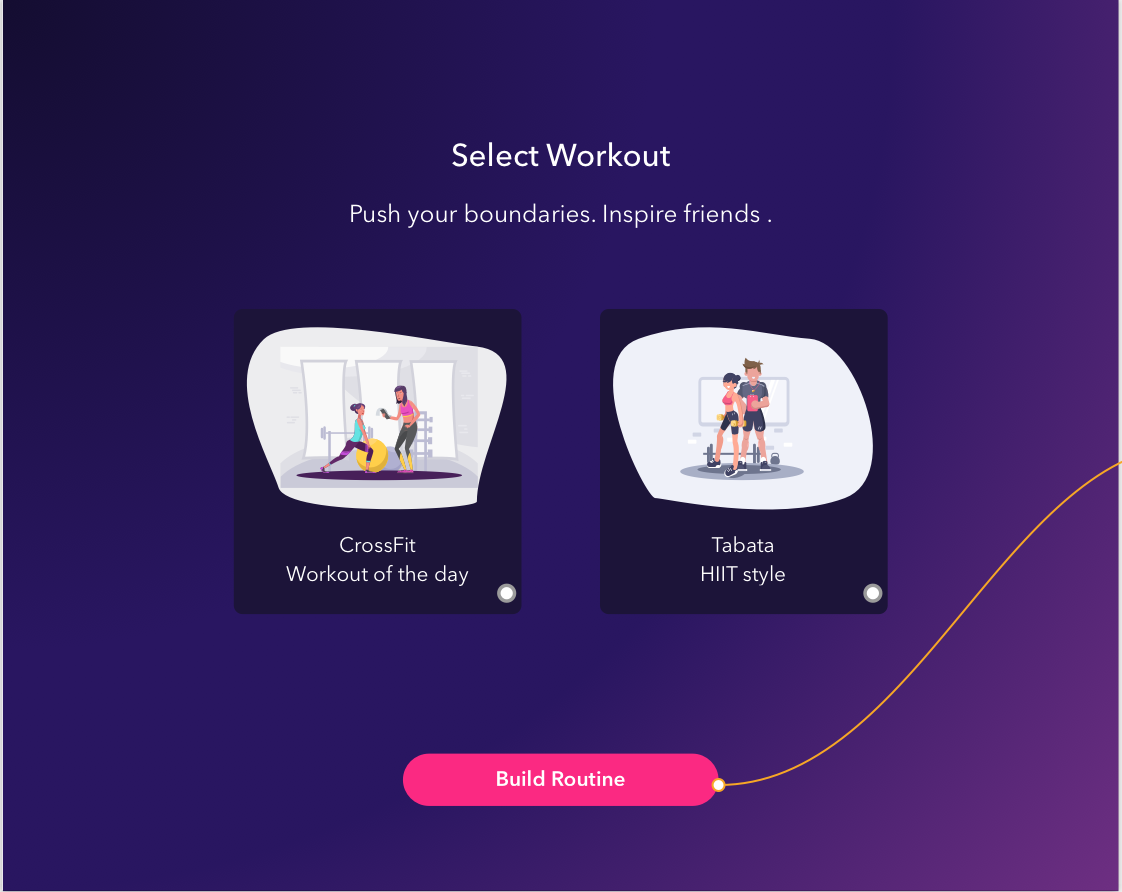 Select Workout
Push your boundaries. Inspire friends .
CrossFit
Workout of the day
Tabata
HIIT style
Build Routine